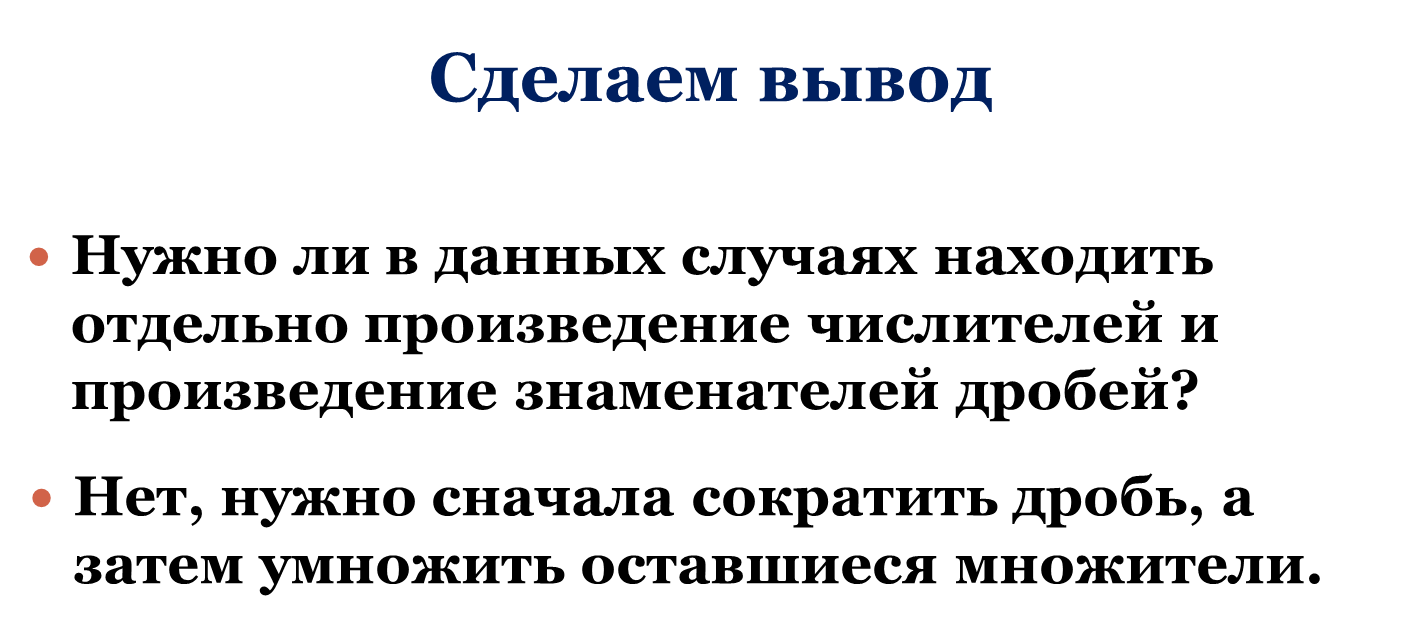 Сделаем вывод
• Нужно ли в данных случаях находить
отдельно произведение числителей и
произведение знаменателей дробей?
• Нет, нужно сначала сократить дробь, а
затем умножить оставшиеся множители.